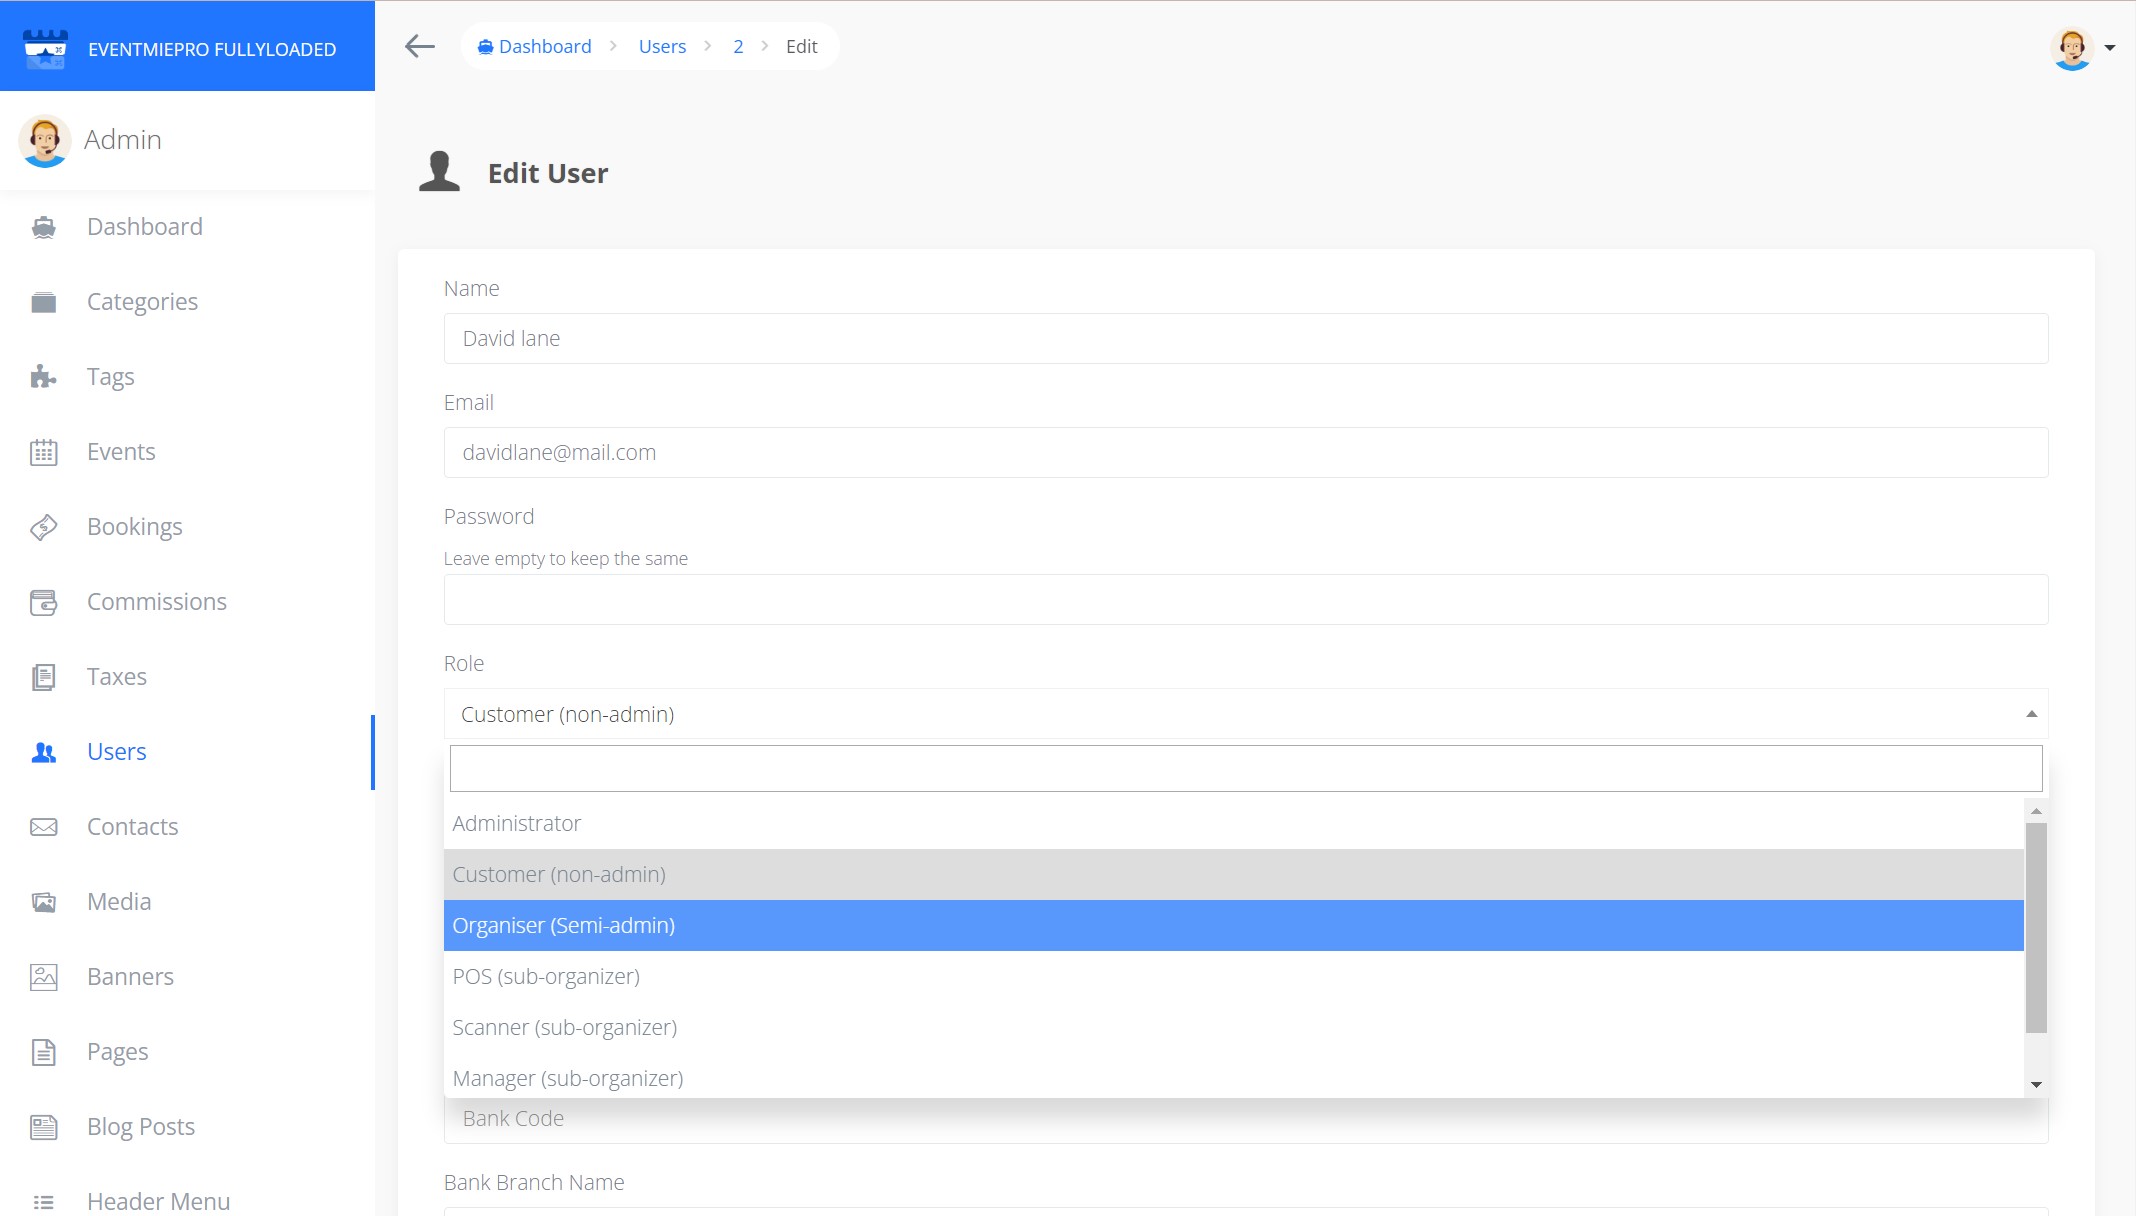 EVENTMIEPRO FULLYLOADED
Dashboard > Users > 2 > Edit
Admin
Edit User
Dashboard
Categories
Tags
Events
Bookings
Commissions
Taxes
Users
Contacts
Media
Banners
Pages
Blog Posts
Header Menu
Name
David lane
Email
davidlane@mail.com
Password
Leave empty to keep the same
Role
Customer (non-admin)
Administrator
Customer (non-admin)
Organiser (Semi-admin)
POS (sub-organizer)
Scanner (sub-organizer)
Manager (sub-organizer)
Bank Code
Bank Branch Name